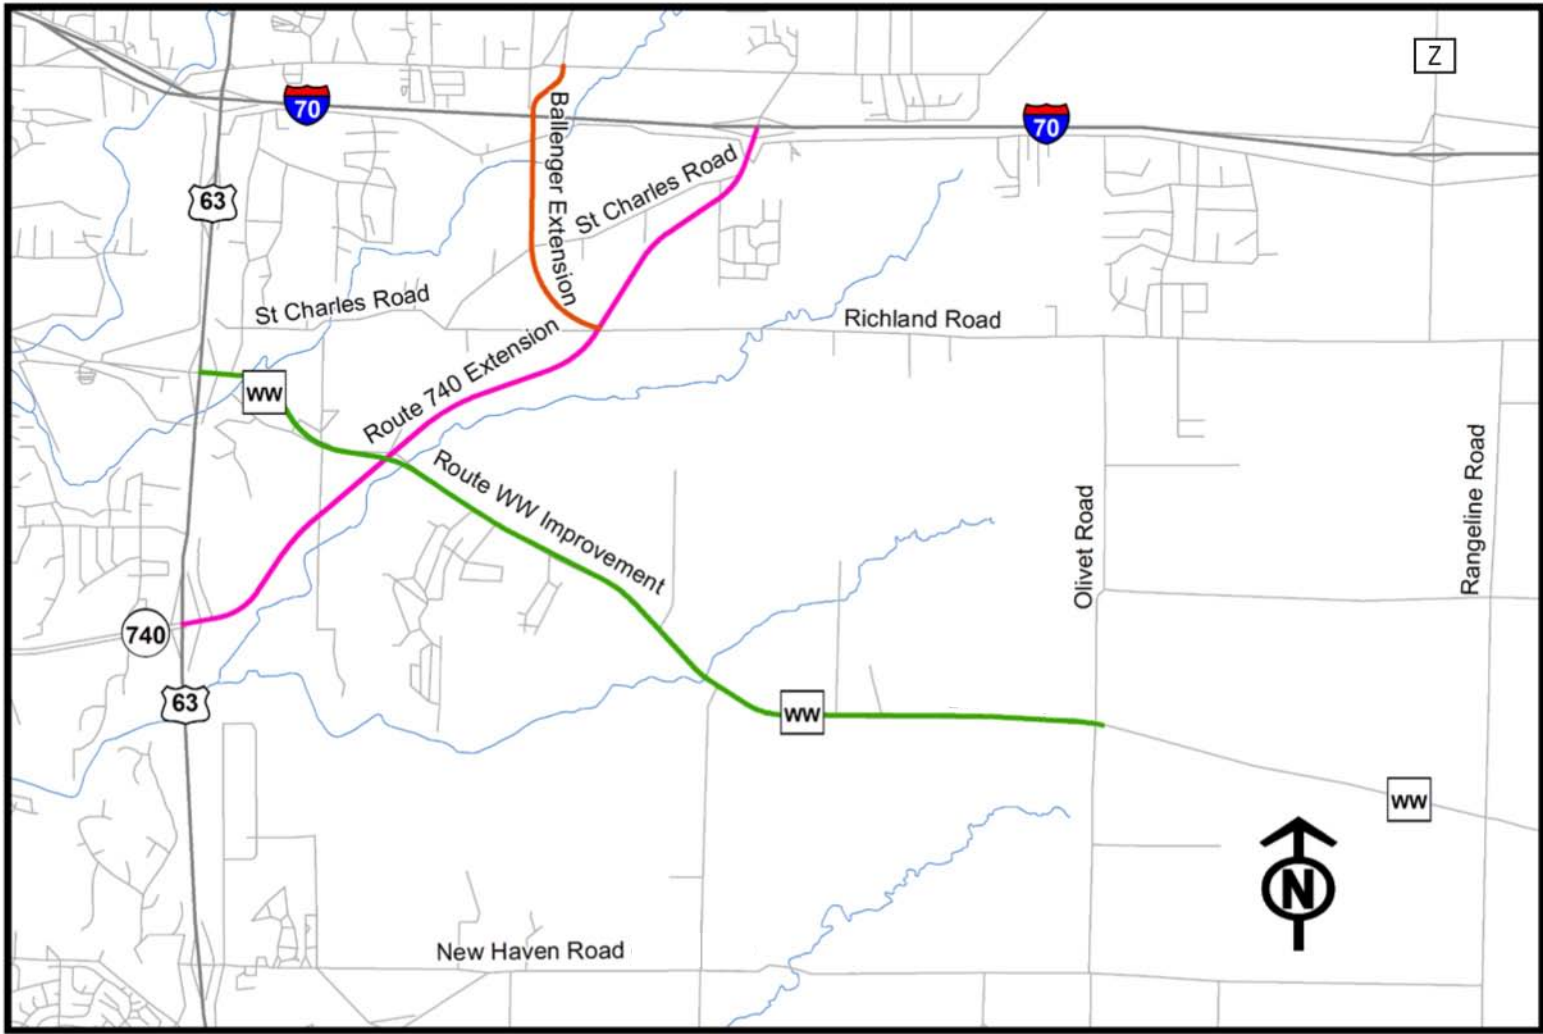 Z
70
70
Ballenger Extension
St Charles Road
63
St Charles Road
Richland Road
Route 740 Extension
WW
Route WW Improvement
Rangeline Road
Olivet Road
740
63
WW
WW
N
New Haven Road